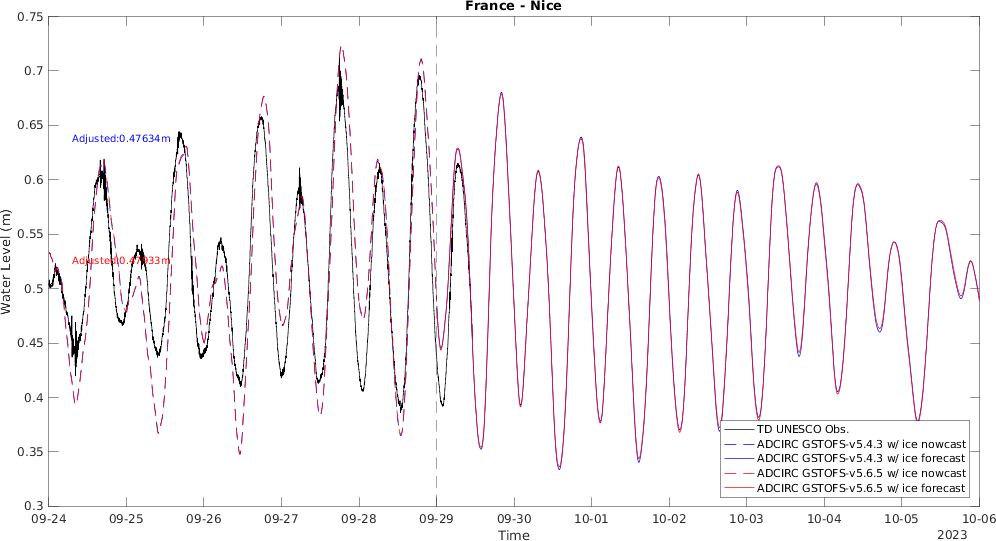 France - Nice
0.75
0.7
0.65
0.6
0.55
0.5
0.45
0.4
0.35
0.3
Water Level (m)
Adjusted:0.47634m
Adjusted:0.47933m
TD UNESCO Obs.
ADCIRC GSTOFS-v5.4.3 w/ ice nowcast
ADCIRC GSTOFS-v5.4.3 w/ ice forecast
ADCIRC GSTOFS-v5.6.5 w/ ice nowcast
ADCIRC GSTOFS-v5.6.5 w/ ice forecast
09-24 09-25 09-26 09-27 09-28 09-29 09-30 10-01 10-02 10-03 10-04 10-05 10-06
Time
2023